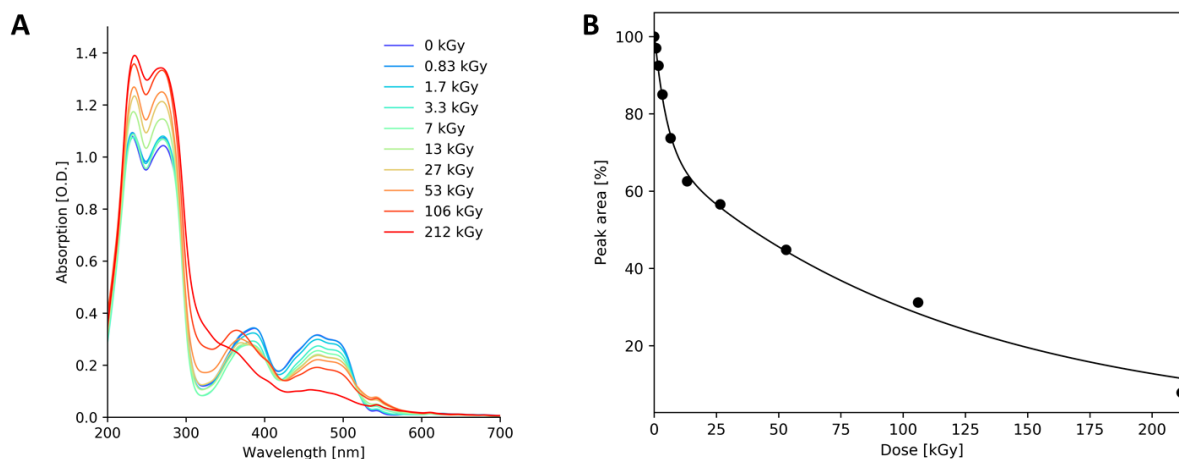 A
Absorption [O.D.]
1.4
1.2
1.0
0.8
0.6
0.4
0.2
0.0
200
300
400
500
600
700
Wavelength [nm]
0 kGy
0.83 kGy
1.7 kGy
3.3 kGy
7 kGy
13 kGy
27 kGy
53 kGy
106 kGy
212 kGy
B
Peak area [%]
100
80
60
40
20
0
25
50
75
100
125
150
175
200
Dose [kGy]